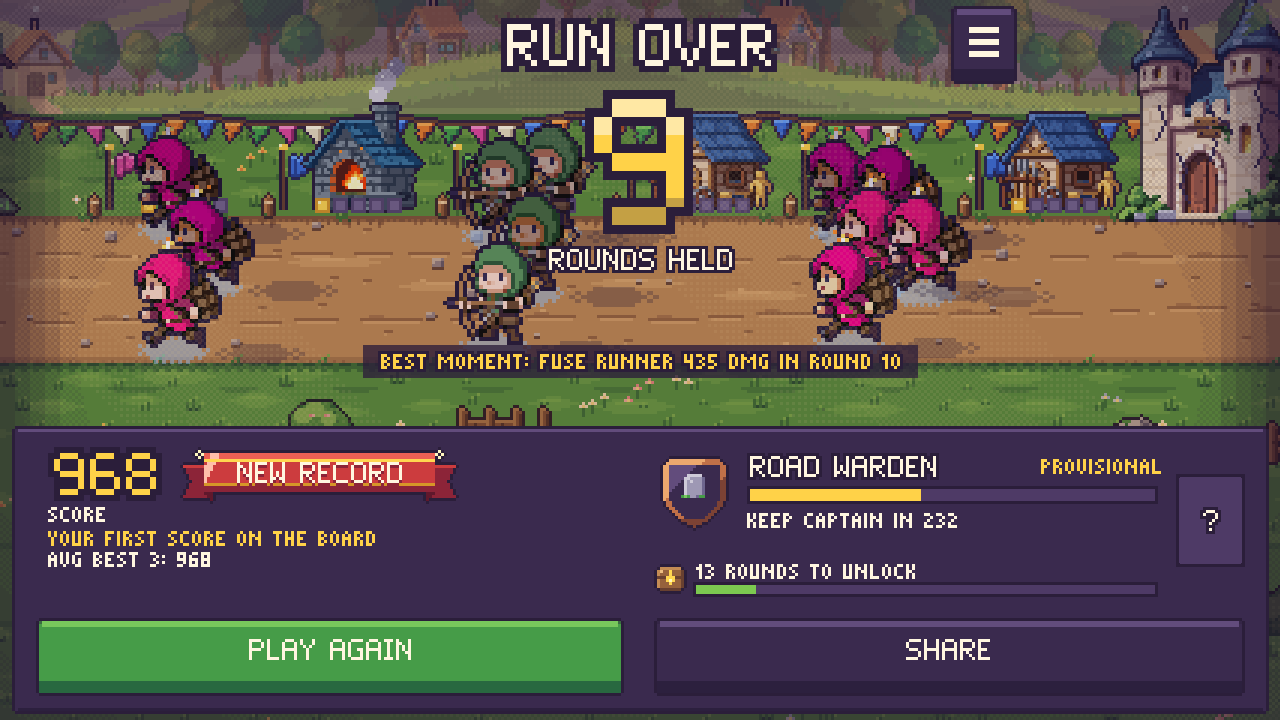 RUN OVER
9
ROUNDS HELD
BEST MOMENT: FUSE RUNNER 435 DMG IN ROUND 10
968
NEW RECORD
SCORE
YOUR FIRST SCORE ON THE BOARD
AVG BEST 3: 968
ROAD WARDEN
PROVISIONAL
KEEP CAPTAIN IN 232
?
13 ROUNDS TO UNLOCK
PLAY AGAIN
SHARE